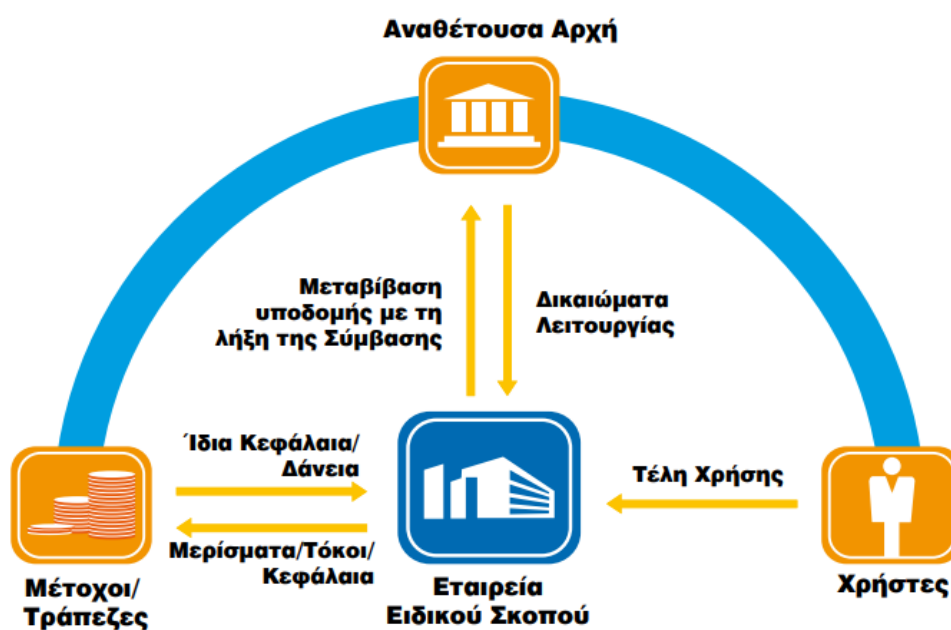 Αναθέτουσα Αρχή
Μεταβίβαση
υποδομής με τη
λήξη της Σύμβασης
Δικαιώματα
Λειτουργίας
Ίδια Κεφάλαια/
Δάνεια
Τέλη Χρήσης
Μερίσματα/Τόκοι/
Κεφάλαια
Μέτοχοι/
Τράπεζες
Εταιρεία
Ειδικού Σκοπού
Χρήστες